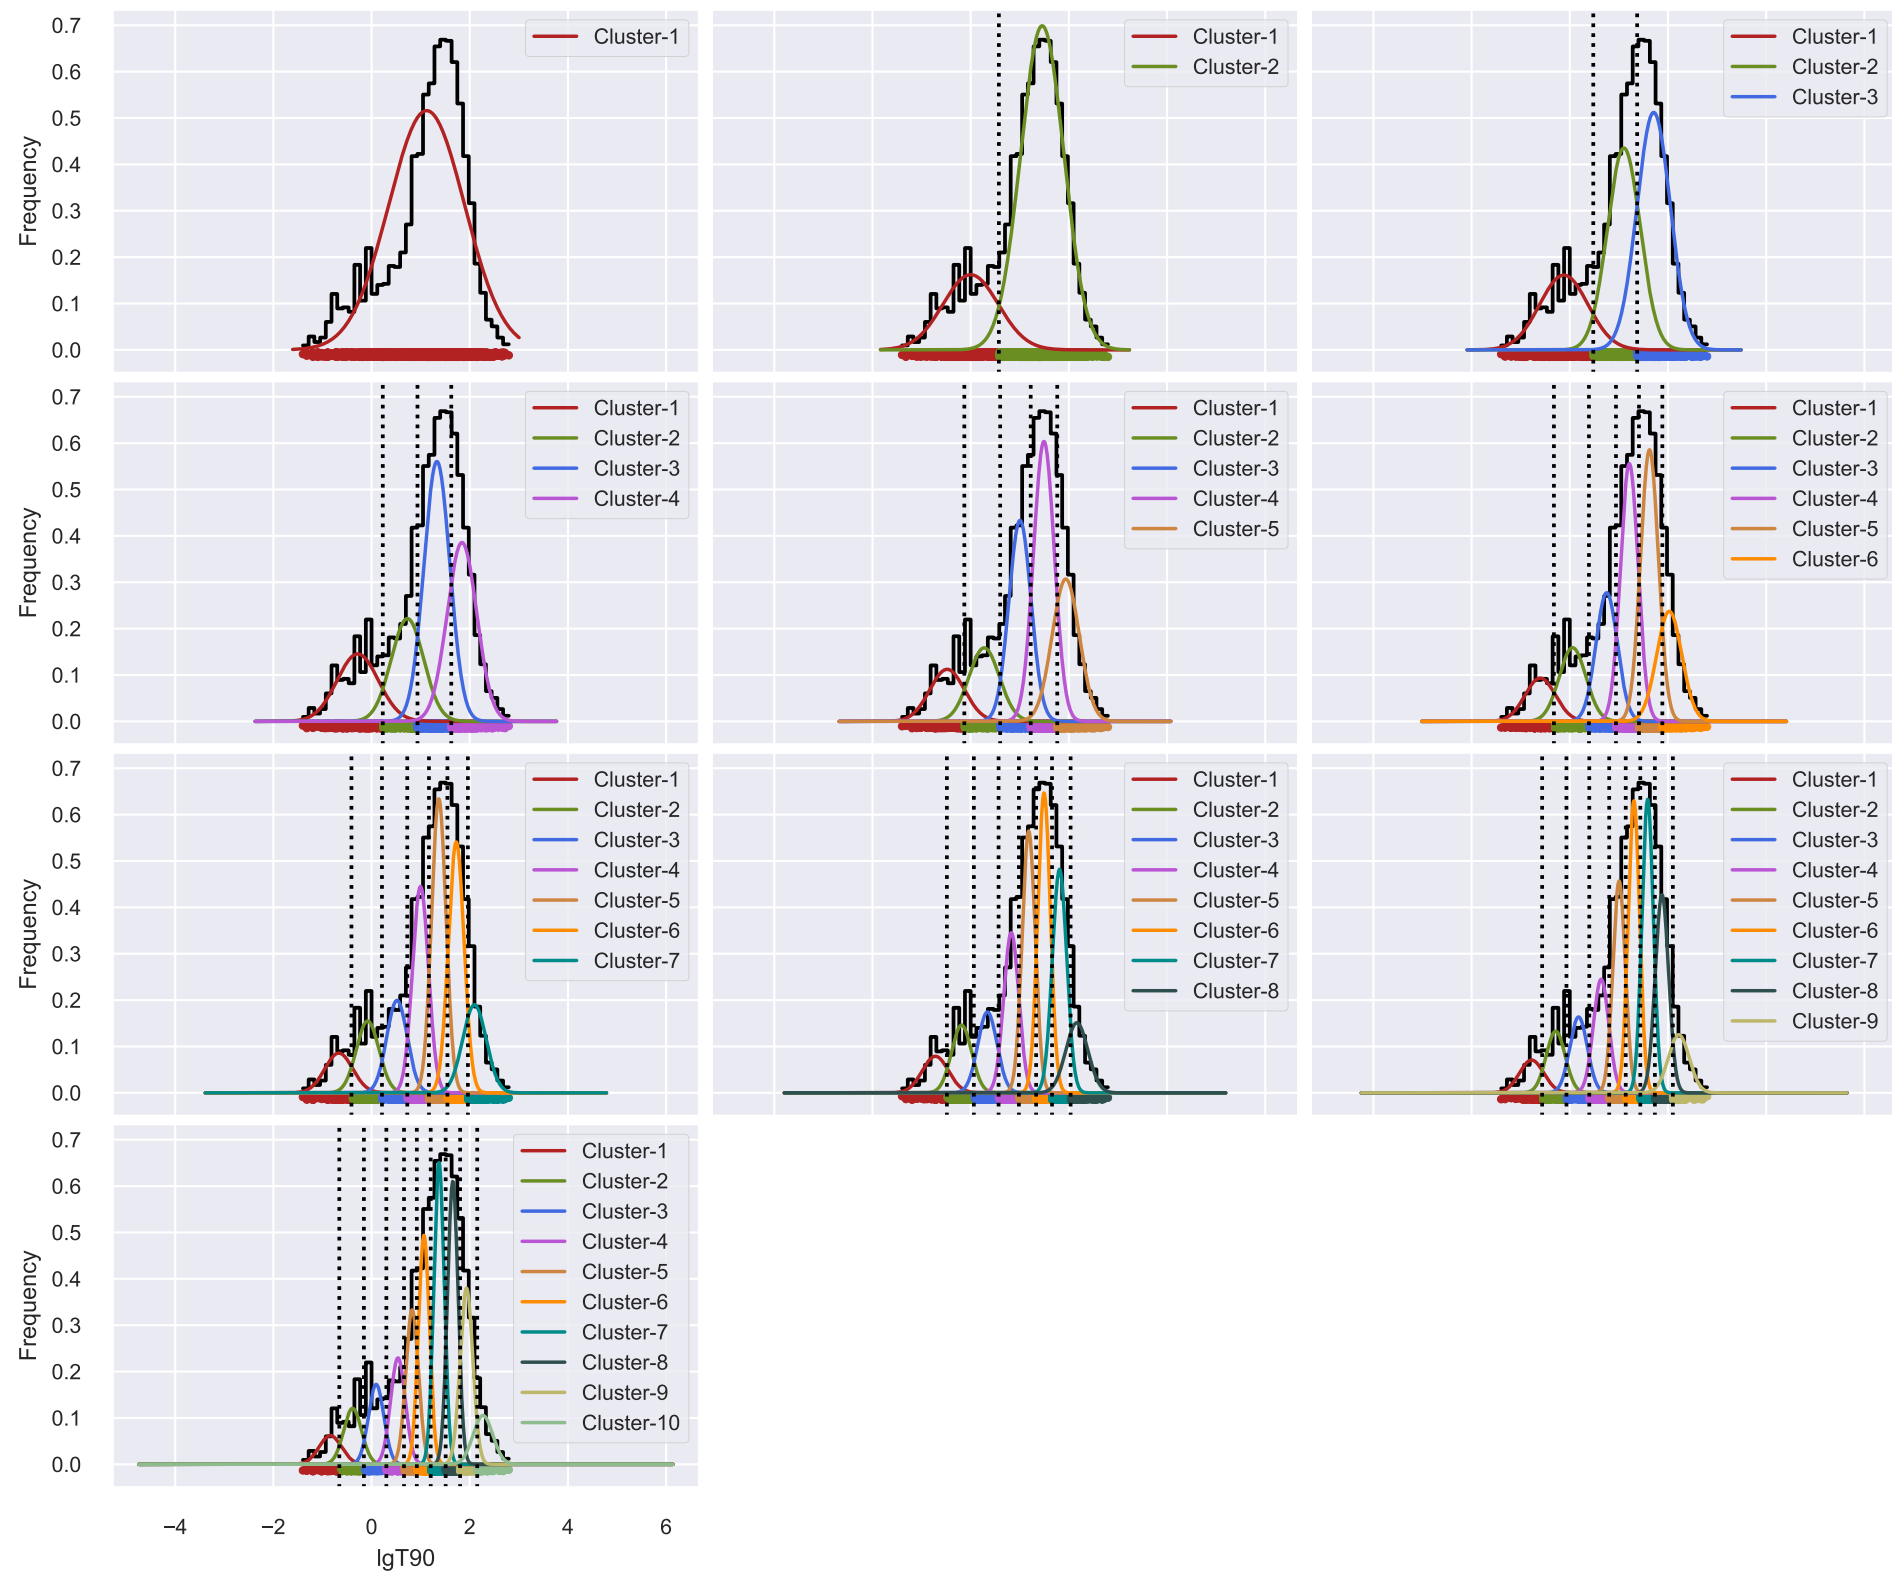 0.7
0.6
0.5
0.4
0.3
0.2
0.1
0.0
Frequency
Cluster-1
Cluster-1
Cluster-2
Cluster-1
Cluster-2
Cluster-3
0.7
0.6
0.5
0.4
0.3
0.2
0.1
0.0
Frequency
Cluster-1
Cluster-2
Cluster-3
Cluster-4
Cluster-1
Cluster-2
Cluster-3
Cluster-4
Cluster-5
Cluster-1
Cluster-2
Cluster-3
Cluster-4
Cluster-5
Cluster-6
0.7
0.6
0.5
0.4
0.3
0.2
0.1
0.0
Frequency
Cluster-1
Cluster-2
Cluster-3
Cluster-4
Cluster-5
Cluster-6
Cluster-7
Cluster-1
Cluster-2
Cluster-3
Cluster-4
Cluster-5
Cluster-6
Cluster-7
Cluster-8
Cluster-1
Cluster-2
Cluster-3
Cluster-4
Cluster-5
Cluster-6
Cluster-7
Cluster-8
Cluster-9
0.7
0.6
0.5
0.4
0.3
0.2
0.1
0.0
Frequency
Cluster-1
Cluster-2
Cluster-3
Cluster-4
Cluster-5
Cluster-6
Cluster-7
Cluster-8
Cluster-9
Cluster-10
−4 −2 0 2 4 6
lgT90